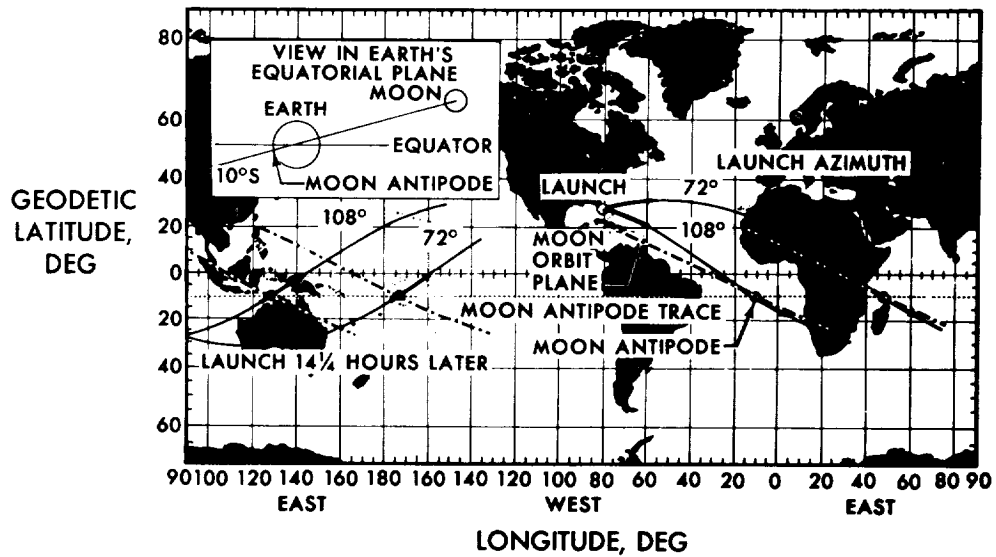 VIEW IN EARTH'S
EQUATORIAL PLANE
MOON
EARTH
EQUATOR
10°S
MOON ANTIPODE
GEODETIC
LATITUDE,
DEG
80
60
40
20
0
20
40
60
108°
72°
LAUNCH 14¼ HOURS LATER
LAUNCH AZIMUTH
LAUNCH
72°
108°
MOON
ORBIT
PLANE
MOON ANTIPODE TRACE
MOON ANTIPODE
90 100 120 140 160 180 160 140 120 100 80 60 40 20 0 20 40 60 80 90
EAST WEST EAST
LONGITUDE, DEG